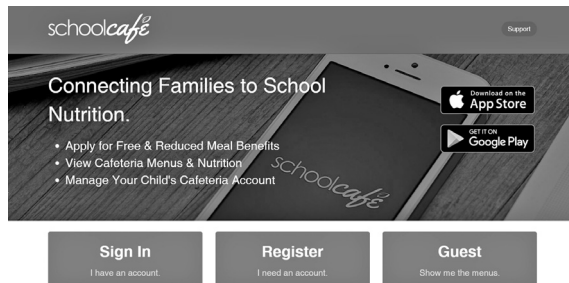 schoolcafé
Support
Connecting Families to School
Nutrition.
• Apply for Free & Reduced Meal Benefits
• View Cafeteria Menus & Nutrition
• Manage Your Child's Cafeteria Account
schoolcafé
Download on the
App Store
GET IT ON
Google Play
Sign In
I have an account.
Register
I need an account.
Guest
Show me the menus.